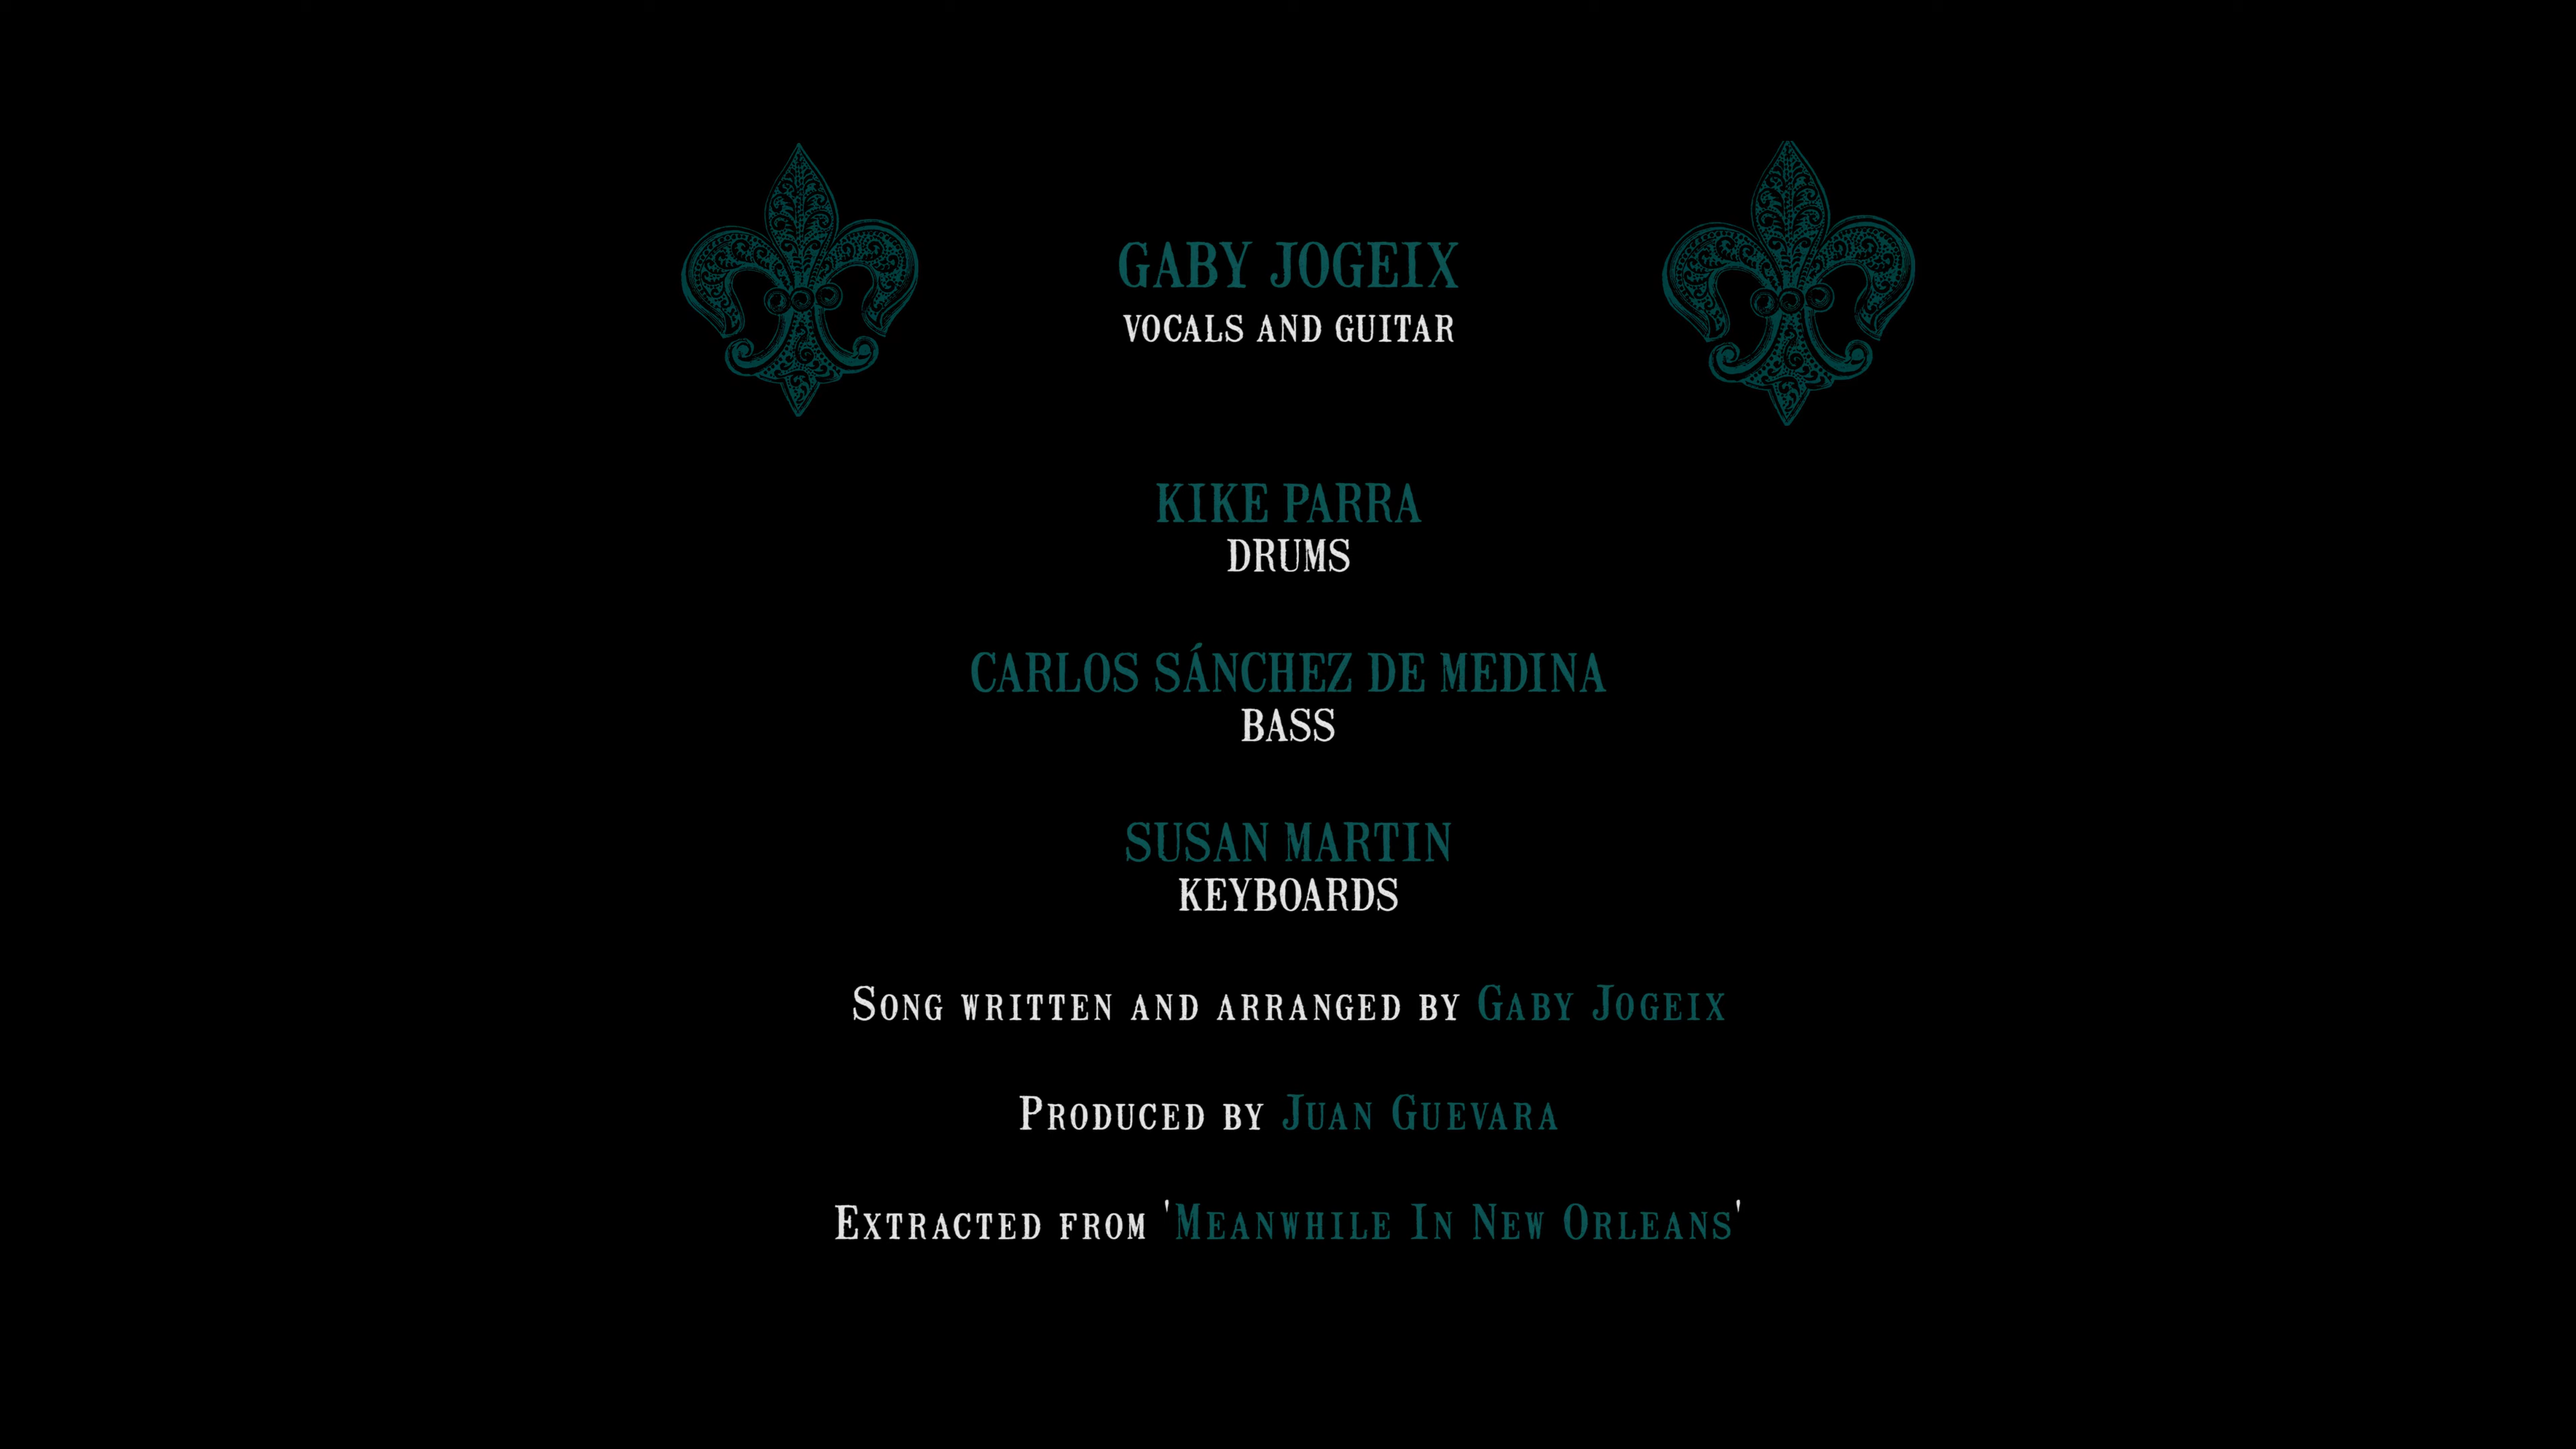 GABY JOGEIX
VOCALS AND GUITAR
KIKE PARRA
DRUMS
CARLOS SÁNCHEZ DE MEDINA
BASS
SUSAN MARTIN
KEYBOARDS
Song written and arranged by Gaby Jogeix
Produced by Juan Guevara
Extracted from 'Meanwhile In New Orleans'